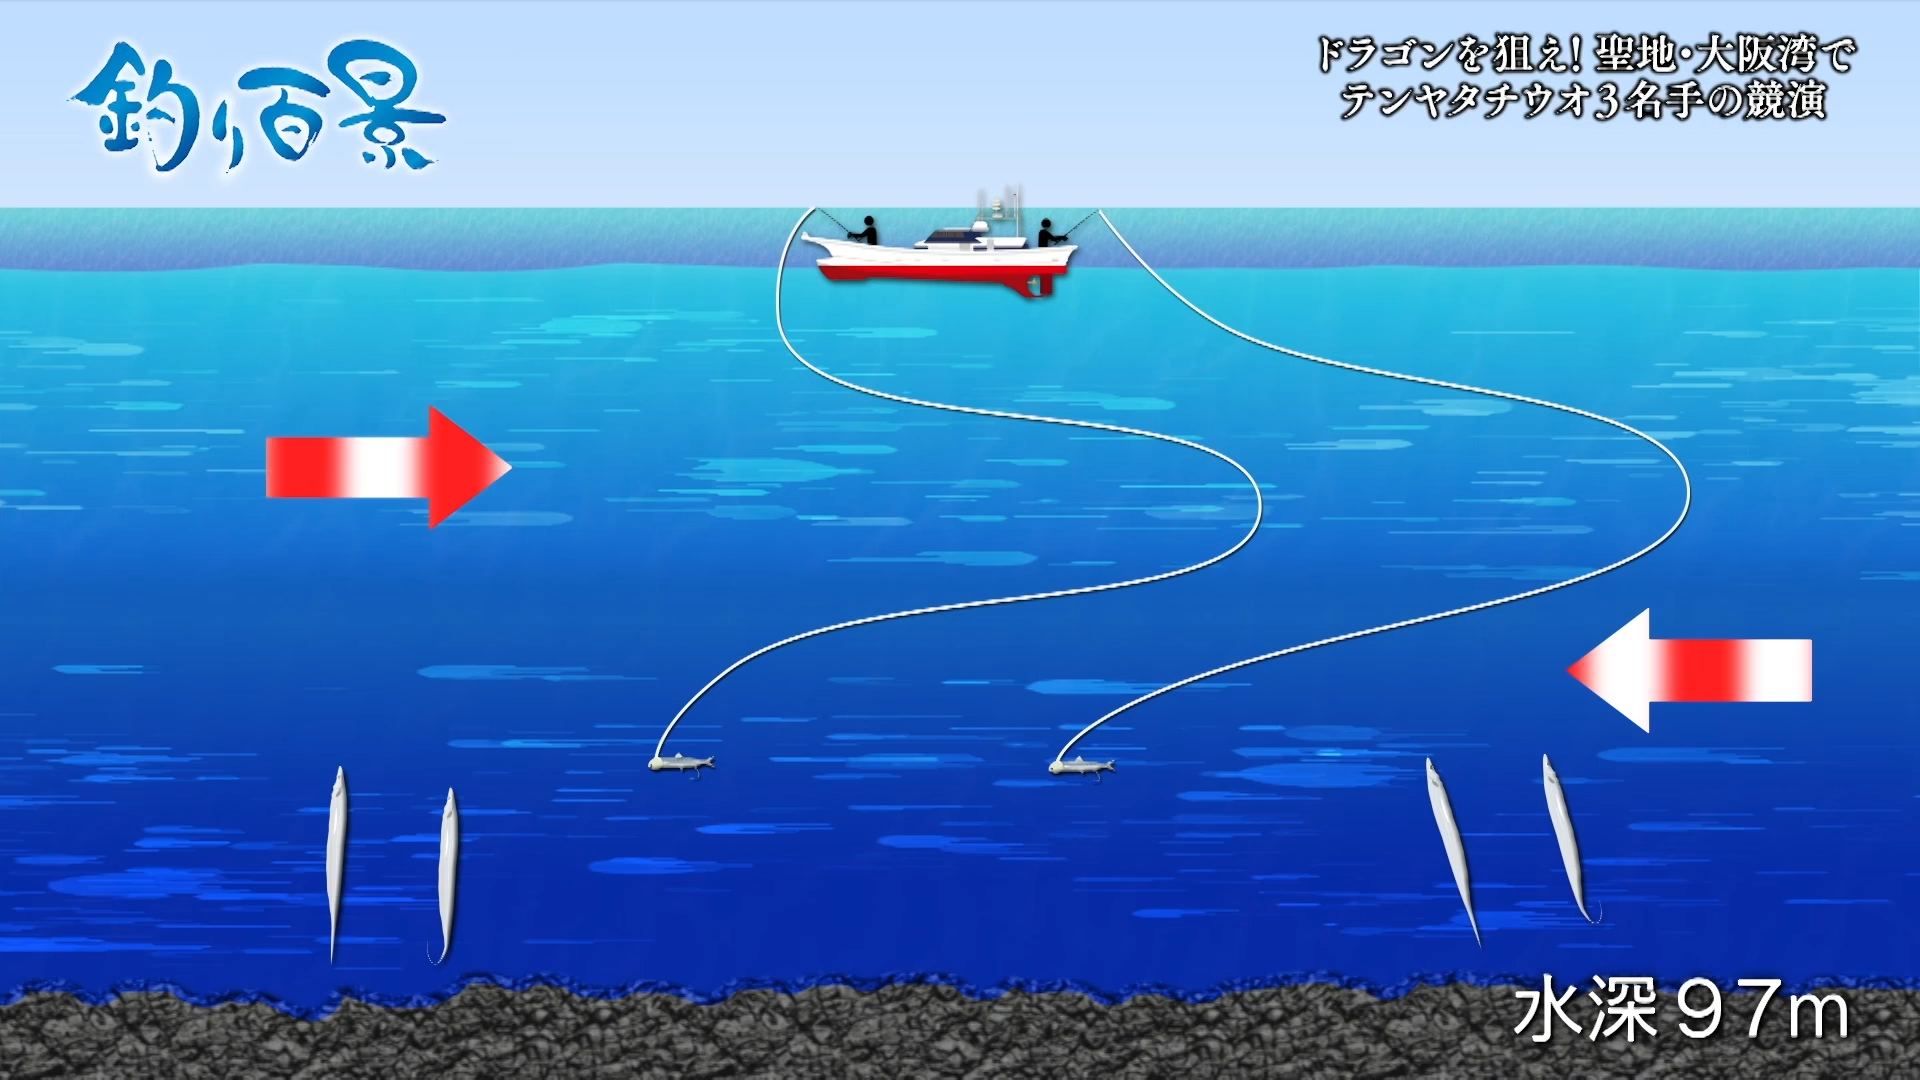 釣り百景
ドラゴンを狙え！聖地・大阪湾で
テンヤタチウオ3名手の競演
水深97m